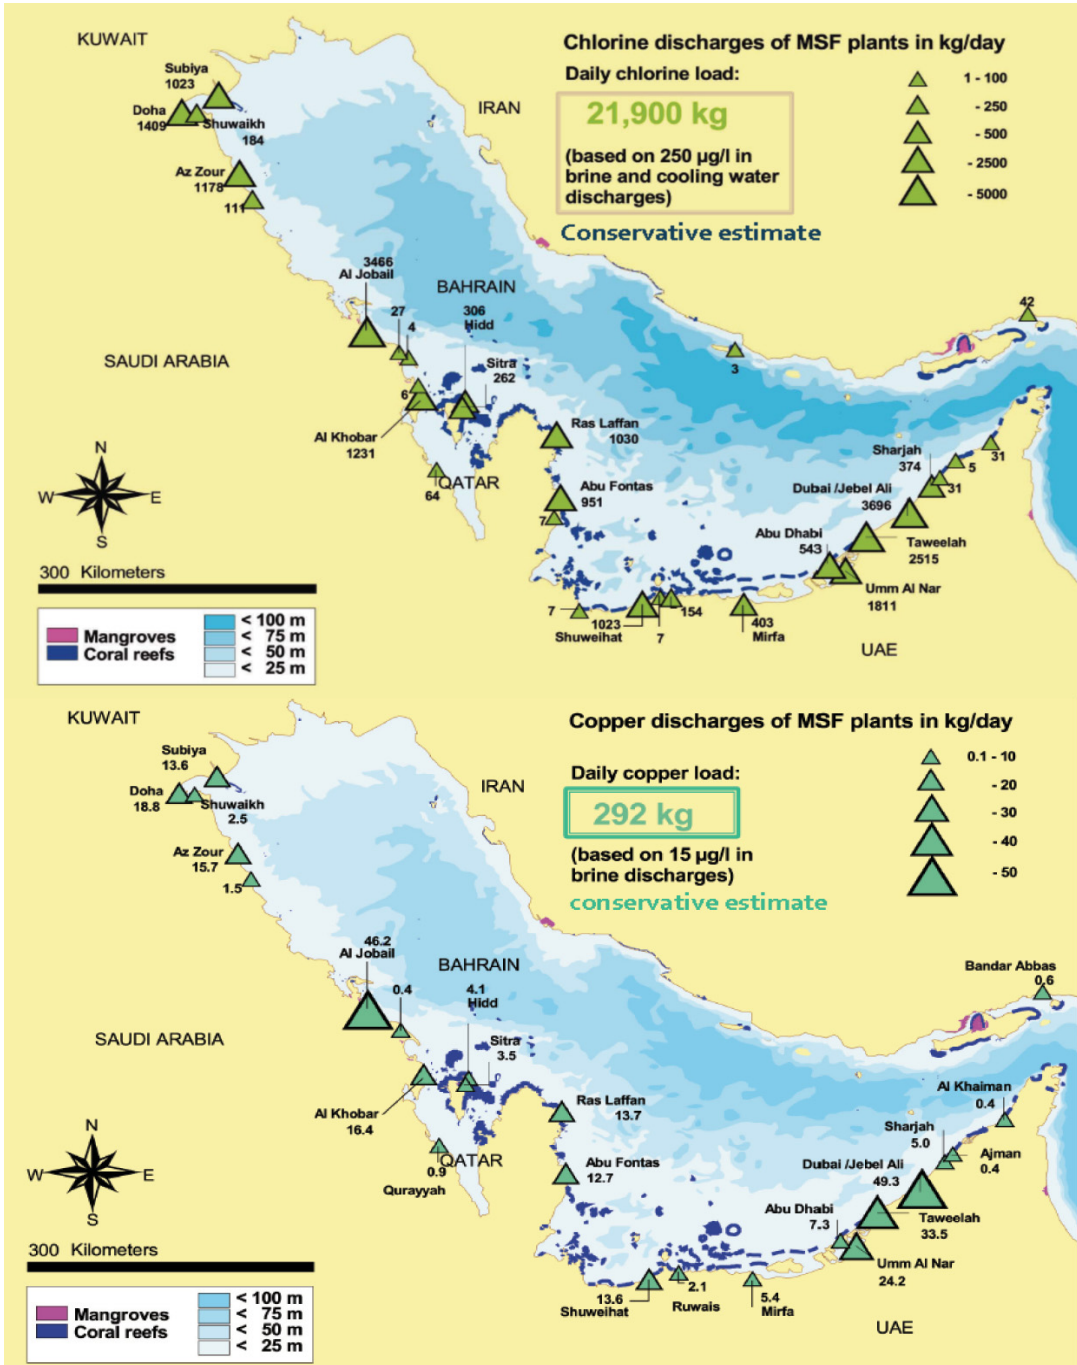 KUWAIT
Chlorine discharges of MSF plants in kg/day
Daily chlorine load:
21,900 kg
(based on 250 µg/l in
brine and cooling water
discharges)
Conservative estimate
1 - 100
- 250
- 500
- 2500
- 5000
Subiya
1023
IRAN
Doha
1409
Shuwaikh
184
Az Zour
1178
111
3466
Al Jobail
BAHRAIN
27
4
306
Hidd
42
SAUDI ARABIA
Sitra
262
3
6
Al Khobar
1231
Ras Laffan
1030
Sharjah
374
31
5
31
N
W
E
S
64
QATAR
Abu Fontas
951
7
Dubai /Jebel Ali
3696
Abu Dhabi
543
Taweelah
2515
Umm Al Nar
1811
300 Kilometers
7
1023
Shuweihat
7
154
403
Mirfa
UAE
Mangroves
Coral reefs
< 100 m
< 75 m
< 50 m
< 25 m
KUWAIT
Copper discharges of MSF plants in kg/day
Daily copper load:
292 kg
(based on 15 µg/l in
brine discharges)
conservative estimate
0.1 - 10
- 20
- 30
- 40
- 50
Subiya
13.6
IRAN
Doha
18.8
Shuwaikh
2.5
Az Zour
15.7
1.5
46.2
Al Jobail
BAHRAIN
0.4
4.1
Hidd
Bandar Abbas
0.6
SAUDI ARABIA
Sitra
3.5
Al Khobar
16.4
Ras Laffan
13.7
Al Khaiman
0.4
Sharjah
5.0
Ajman
0.4
N
W
E
S
QATAR
0.9
Qurayyah
Abu Fontas
12.7
Dubai /Jebel Ali
49.3
Abu Dhabi
7.3
Taweelah
33.5
Umm Al Nar
24.2
300 Kilometers
13.6
Shuweihat
2.1
Ruwais
5.4
Mirfa
UAE
Mangroves
Coral reefs
< 100 m
< 75 m
< 50 m
< 25 m